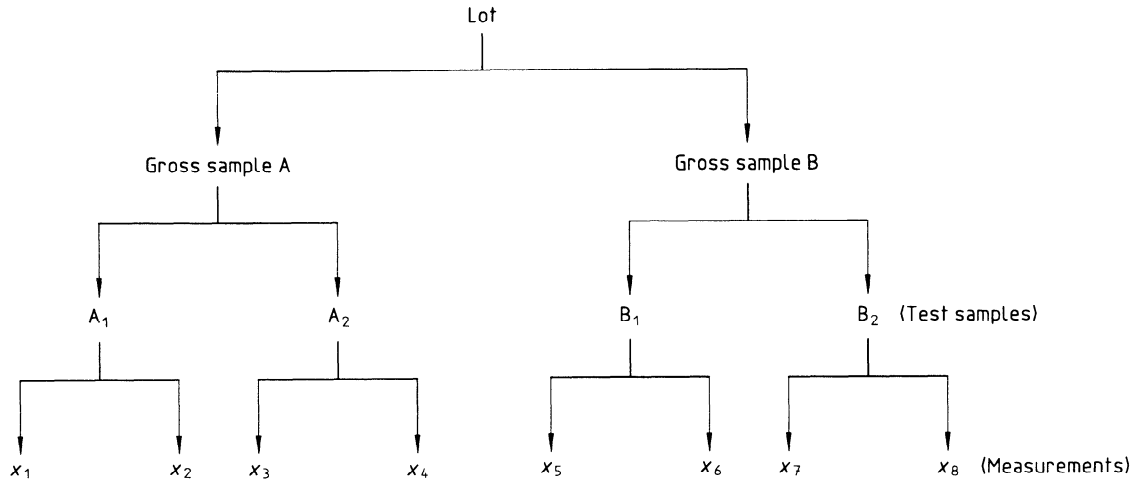 Lot
Gross sample A
Gross sample B
A₁
A₂
B₁
B₂ (Test samples)
x₁
x₂
x₃
x₄
x₅
x₆
x₇
x₈ (Measurements)